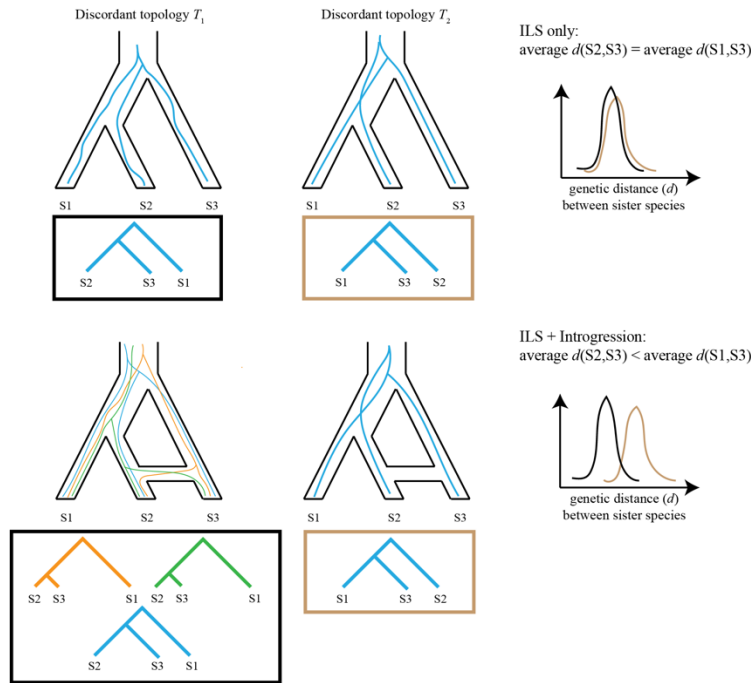 Discordant topology T1
Discordant topology T2
ILS only:
average d(S2,S3) = average d(S1,S3)
genetic distance (d)
between sister species
S1 S2 S3
S1 S2 S3
S2 S3 S1
S1 S3 S2
ILS + Introgression:
average d(S2,S3) < average d(S1,S3)
genetic distance (d)
between sister species
S1 S2 S3
S1 S2 S3
S2 S3 S1 S2 S3 S1
S1 S3 S2
S2 S3 S1